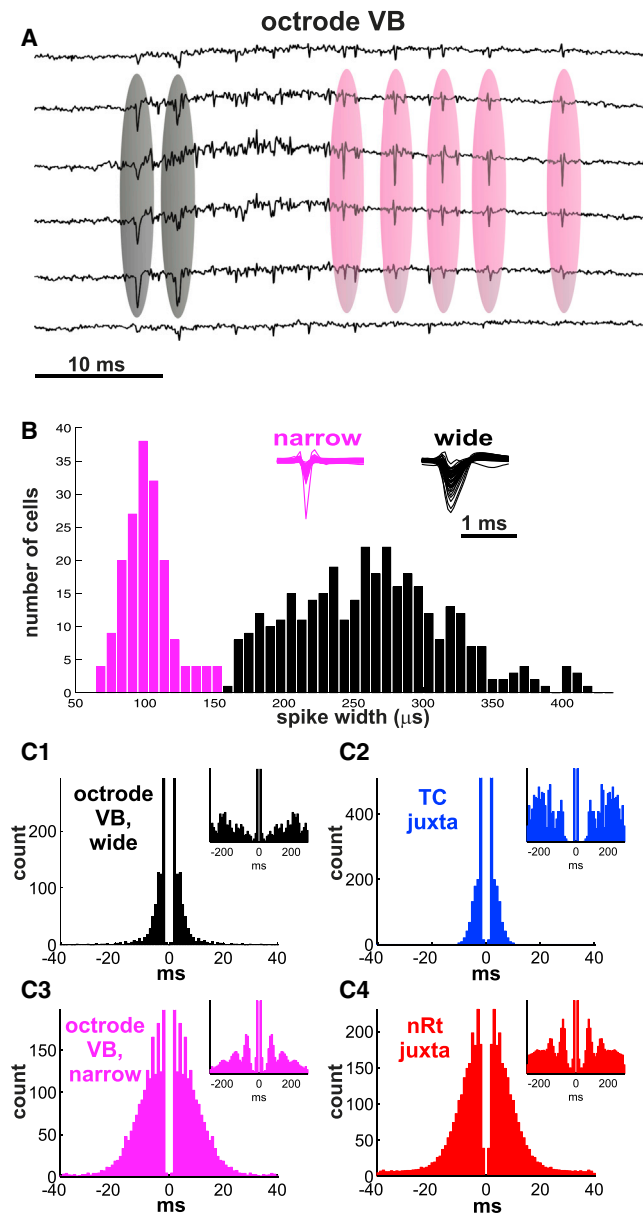 octrode VB
A
10 ms
B
40
35
30
25
20
15
10
5
0
number of cells
narrow
wide
1 ms
50
100
150
200
250
300
350
400
spike width (μs)
C1
octrode
VB,
wide
count
200
100
0
-40
-20
0
20
40
ms
-200
0
200
ms
C2
TC
juxta
count
400
200
0
-40
-20
0
20
40
ms
-200
0
200
ms
C3
octrode
VB,
narrow
count
150
100
50
0
-40
-20
0
20
40
ms
-200
0
200
ms
C4
nRt
juxta
count
200
150
100
50
0
-40
-20
0
20
40
ms
-200
0
200
ms